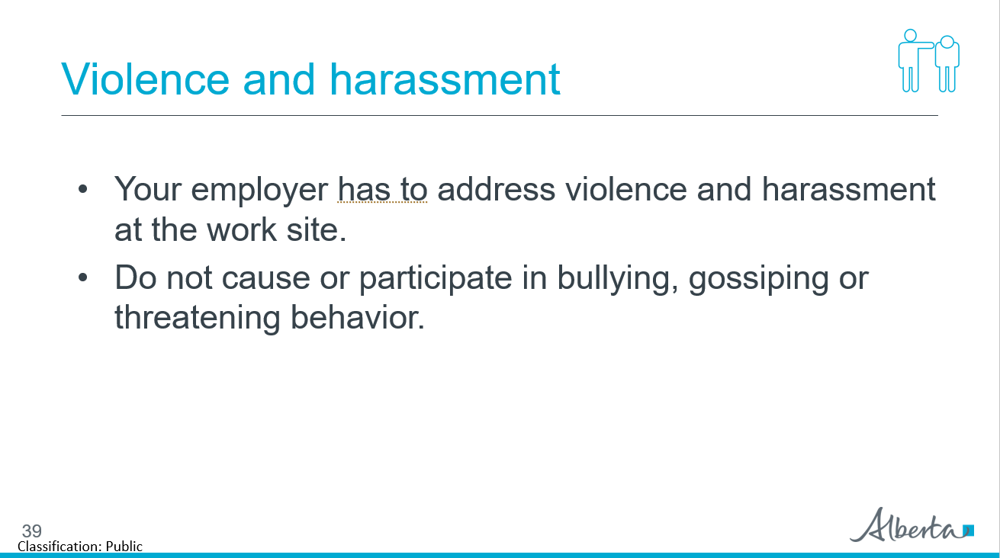 Violence and harassment
• Your employer has to address violence and harassment
at the work site.
• Do not cause or participate in bullying, gossiping or
threatening behavior.
39
Classification: Public
Alberta